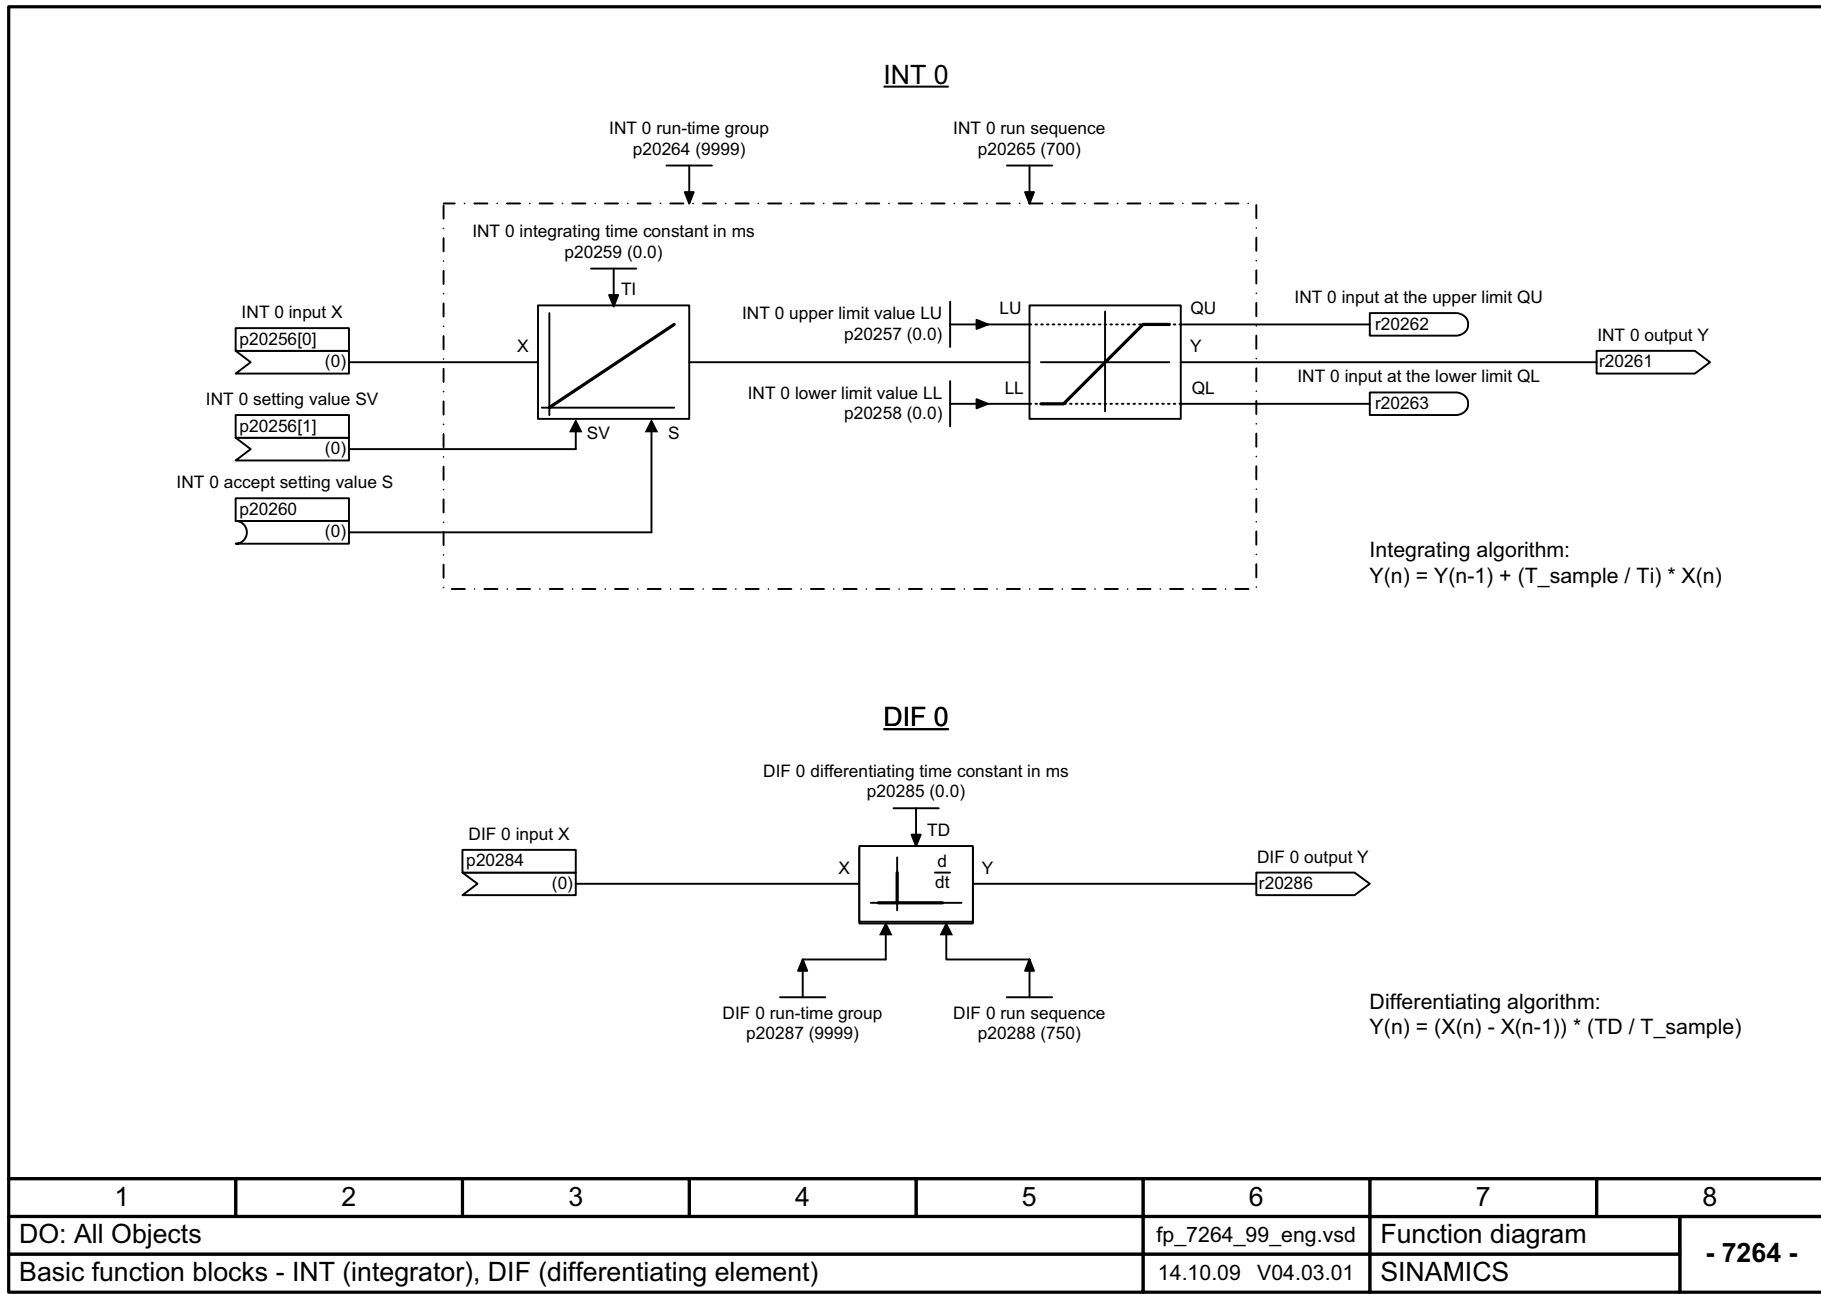 INT 0
INT 0 run-time group
p20264 (9999)
INT 0 run sequence
p20265 (700)
INT 0 integrating time constant in ms
p20259 (0.0)
TI
INT 0 input X
p20256[0]
(0)
X
INT 0 setting value SV
p20256[1]
(0)
SV
S
INT 0 accept setting value S
p20260
(0)
INT 0 upper limit value LU
p20257 (0.0)
LU
INT 0 lower limit value LL
p20258 (0.0)
LL
QU
Y
QL
INT 0 input at the upper limit QU
r20262
INT 0 output Y
r20261
INT 0 input at the lower limit QL
r20263
Integrating algorithm:
Y(n) = Y(n-1) + (T_sample / Ti) * X(n)
DIF 0
DIF 0 differentiating time constant in ms
p20285 (0.0)
TD
DIF 0 input X
p20284
(0)
X
d
dt
Y
DIF 0 output Y
r20286
DIF 0 run-time group
p20287 (9999)
DIF 0 run sequence
p20288 (750)
Differentiating algorithm:
Y(n) = (X(n) - X(n-1)) * (TD / T_sample)
1 2 3 4 5 6 7 8
DO: All Objects
fp_7264_99_eng.vsd
Function diagram
- 7264 -
Basic function blocks - INT (integrator), DIF (differentiating element)
14.10.09 V04.03.01
SINAMICS